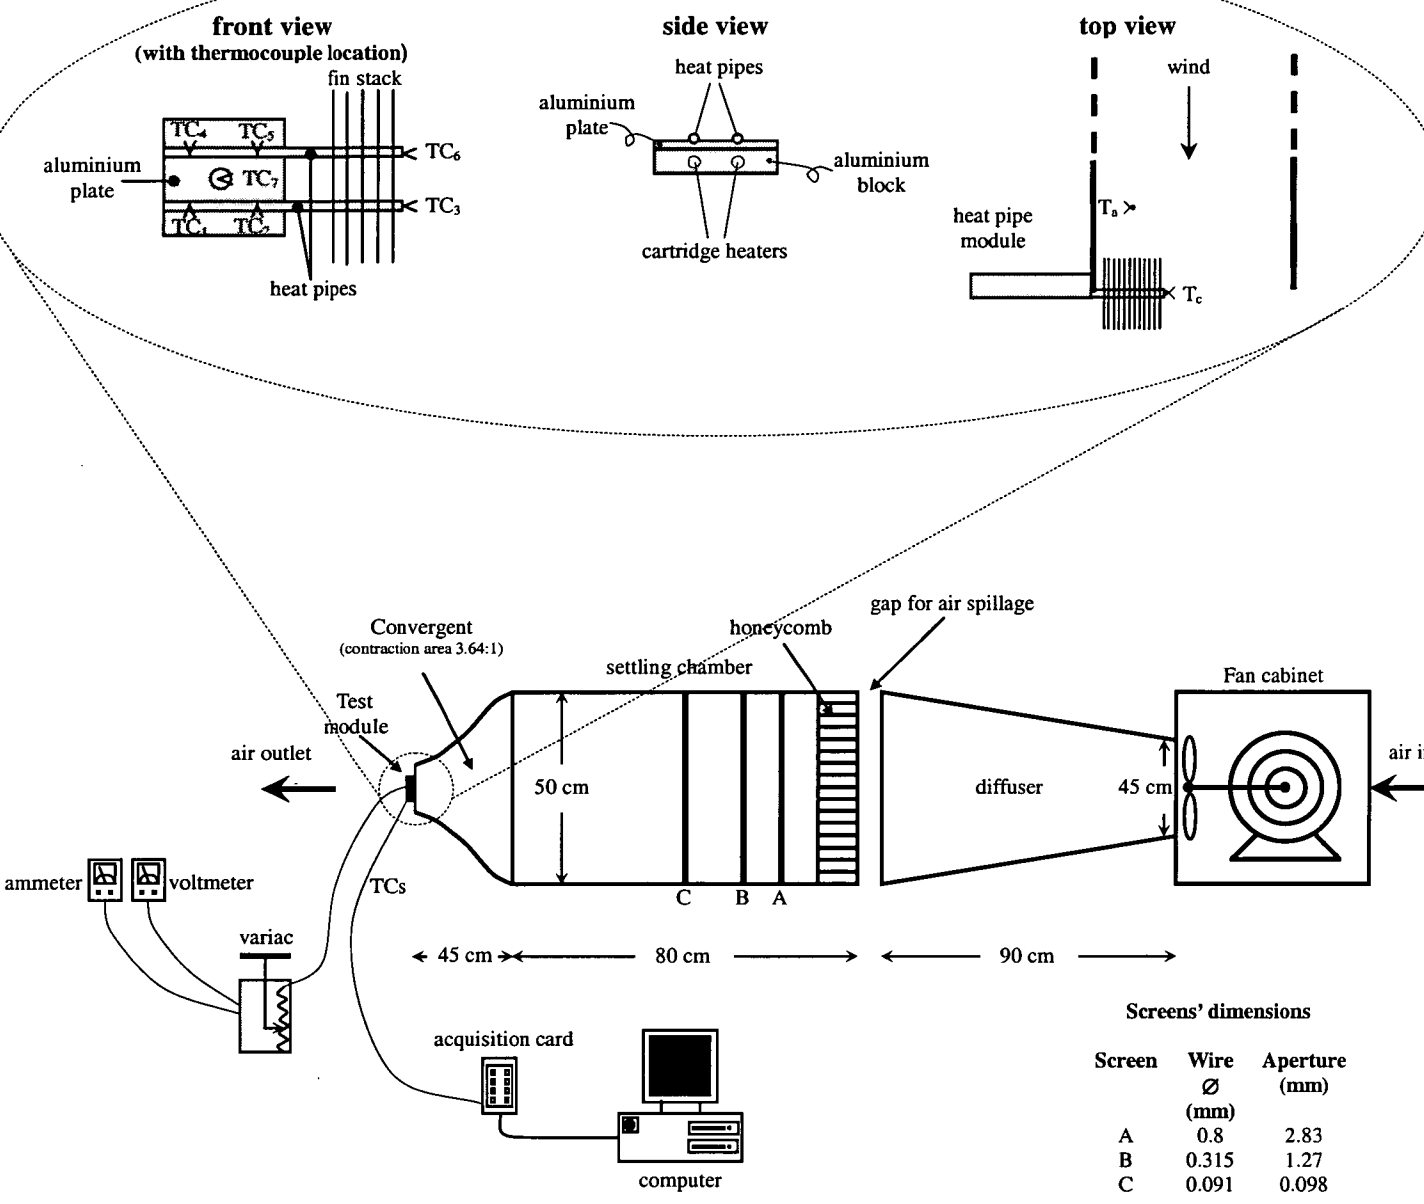 front view
(with thermocouple location)
fin stack
TC4
TC5
TC6
aluminium
plate
TC7
TC3
TC1
TC2
heat pipes
side view
heat pipes
aluminium
plate
aluminium
block
cartridge heaters
top view
wind
Ta
heat pipe
module
Tc
gap for air spillage
Convergent
(contraction area 3.64:1)
honeycomb
settling chamber
Fan cabinet
Test
module
air outlet
50 cm
diffuser
45 cm
air i
ammeter
voltmeter
TCs
C B A
variac
45 cm
80 cm
90 cm
Screens' dimensions
acquisition card
Screen Wire Aperture
Ø (mm)
(mm)
A 0.8 2.83
B 0.315 1.27
C 0.091 0.098
computer